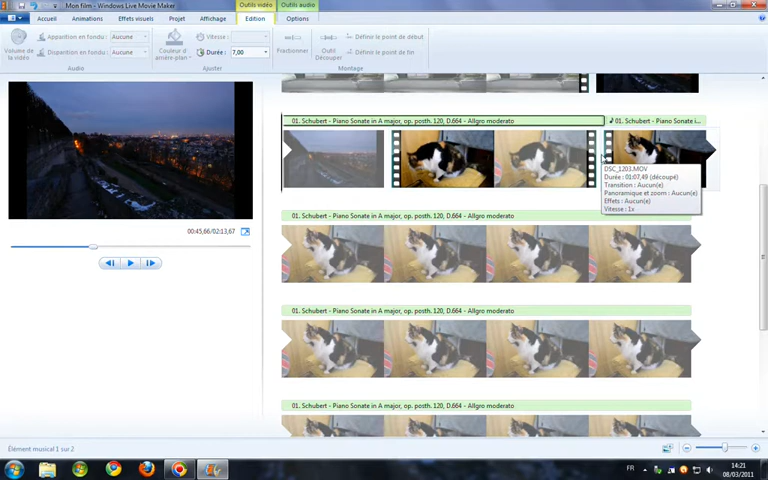 Mon film - Windows Live Movie Maker
Outils vidéo
Outils audio
Accueil
Animations
Effets visuels
Projet
Affichage
Edition
Options
Volume de la vidéo
Apparition en fondu :
Aucune
Disparition en fondu :
Aucune
Audio
Couleur d'arrière-plan
Vitesse :
Durée :
7,00
Ajuster
Fractionner
Outil Découper
Définir le point de début
Définir le point de fin
Montage
01. Schubert - Piano Sonate in A major, op. posth. 120, D.664 - Allgro moderato
01. Schubert - Piano Sonate i...
DSC_1203.MOV
Durée : 01:07,49 (découpé)
Transition : Aucun(e)
Panoramique et zoom : Aucun(e)
Effets : Aucun(e)
Vitesse : 1x
00:45,66/02:13,67
01. Schubert - Piano Sonate in A major, op. posth. 120, D.664 - Allgro moderato
01. Schubert - Piano Sonate in A major, op. posth. 120, D.664 - Allgro moderato
01. Schubert - Piano Sonate in A major, op. posth. 120, D.664 - Allgro moderato
Élément musical 1 sur 2
FR
14:21
08/03/2011